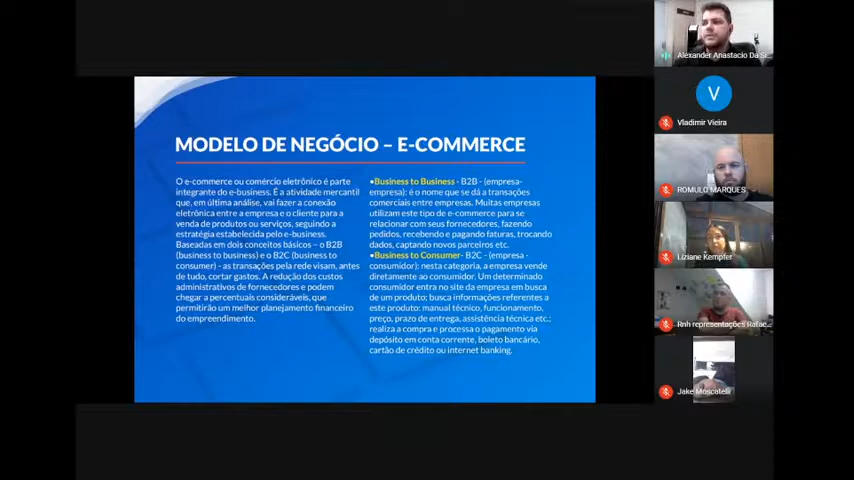 MODELO DE NEGÓCIO – E-COMMERCE
O e-commerce ou comércio eletrônico é parte
integrante do e-business. É a atividade mercantil
que, em última análise, vai fazer a conexão
eletrônica entre a empresa e o cliente para a
venda de produtos ou serviços, seguindo a
estratégia estabelecida pelo e-business.
Baseadas em dois conceitos básicos – o B2B
(business to business) e o B2C (business to
consumer) - as transações pela rede visam, antes
de tudo, cortar gastos. A redução dos custos
administrativos de fornecedores e podem
chegar a percentuais consideráveis, que
permitirão um melhor planejamento financeiro
do empreendimento.
•Business to Business - B2B - (empresa-
empresa): é o nome que se dá a transações
comerciais entre empresas. Muitas empresas
utilizam este tipo de e-commerce para se
relacionar com seus fornecedores, fazendo
pedidos, recebendo e pagando faturas, trocando
dados, captando novos parceiros etc.
•Business to Consumer- B2C - (empresa -
consumidor): nesta categoria, a empresa vende
diretamente ao consumidor. Um determinado
consumidor entra no site da empresa em busca
de um produto; busca informações referentes a
este produto: manual técnico, funcionamento,
preço, prazo de entrega, assistência técnica etc.;
realiza a compra e processa o pagamento via
depósito em conta corrente, boleto bancário,
cartão de crédito ou internet banking.
Alexander Anastacio Da Si...
V
Vladimir Vieira
ROMULO MARQUES
Liziane Kempfer
Rnh representações Rafae...
Jake Moscatelli